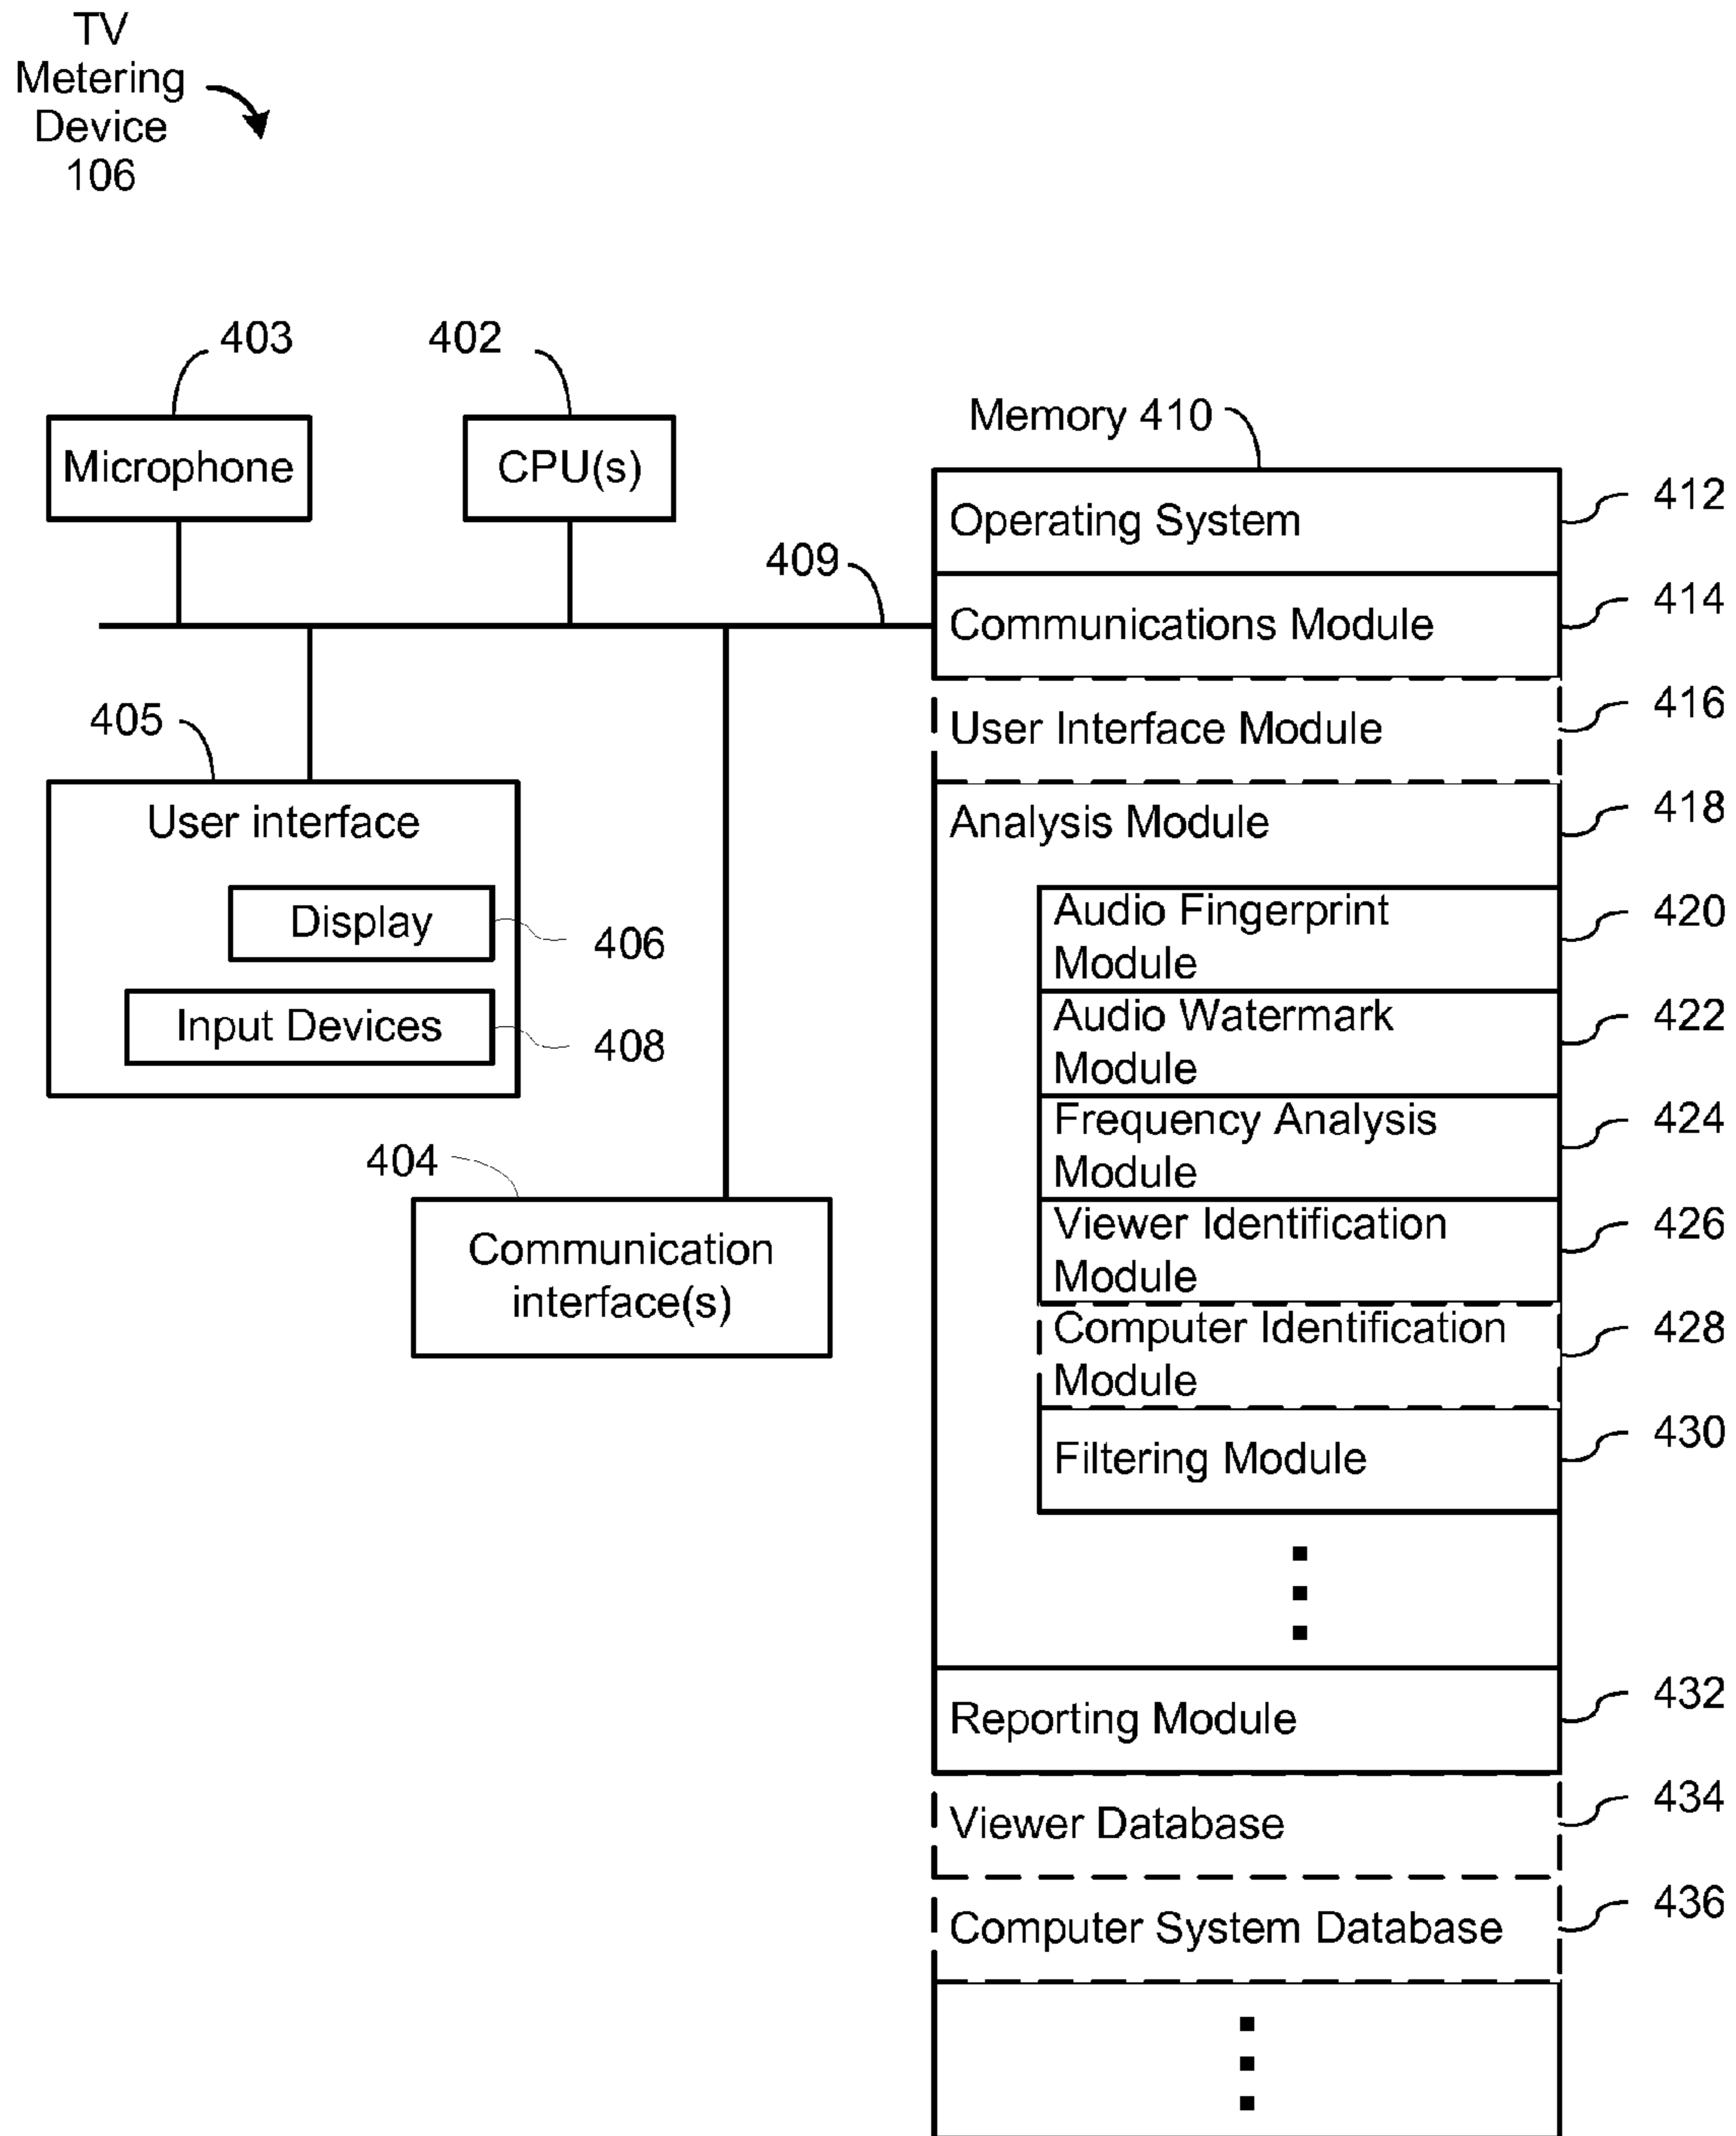 TV
Metering
Device
106
403
402
Microphone
CPU(s)
409
Memory 410
Operating System
412
Communications Module
414
User Interface Module
416
405
User interface
Display
406
Input Devices
408
404
Communication
interface(s)
Analysis Module
418
Audio Fingerprint
Module
420
Audio Watermark
Module
422
Frequency Analysis
Module
424
Viewer Identification
Module
426
Computer Identification
Module
428
Filtering Module
430
Reporting Module
432
Viewer Database
434
Computer System Database
436